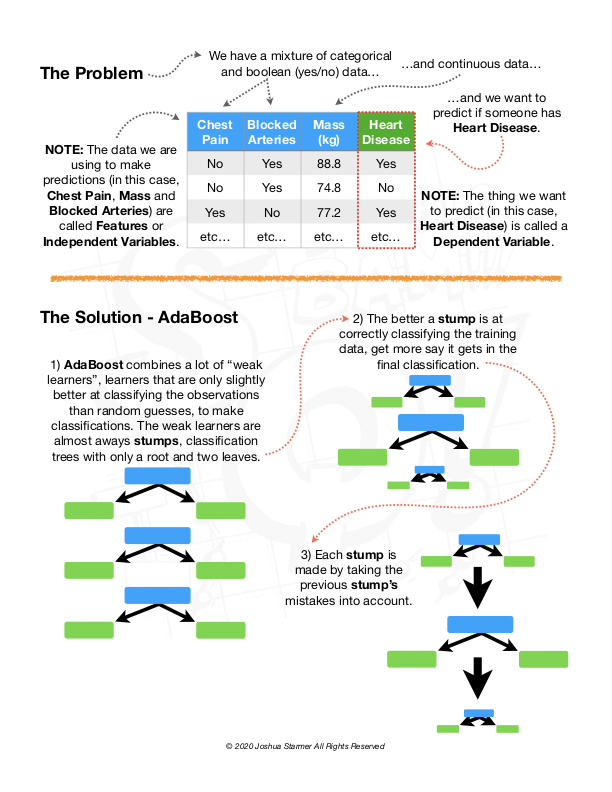 The Problem
We have a mixture of categorical
and boolean (yes/no) data…
…and continuous data…
…and we want to
predict if someone has
Heart Disease.
NOTE: The data we are
using to make
predictions (in this case,
Chest Pain, Mass and
Blocked Arteries) are
called Features or
Independent Variables.
Chest Pain Blocked Arteries Mass (kg) Heart Disease
No Yes 88.8 Yes
No Yes 74.8 No
Yes No 77.2 Yes
etc… etc… etc… etc…
NOTE: The thing we want
to predict (in this case,
Heart Disease) is called a
Dependent Variable.
The Solution - AdaBoost
1) AdaBoost combines a lot of “weak
learners”, learners that are only slightly
better at classifying the observations
than random guesses, to make
classifications. The weak learners are
almost aways stumps, classification
trees with only a root and two leaves.
2) The better a stump is at
correctly classifying the training
data, get more say it gets in the
final classification.
3) Each stump is
made by taking the
previous stump’s
mistakes into account.
© 2020 Joshua Starmer All Rights Reserved